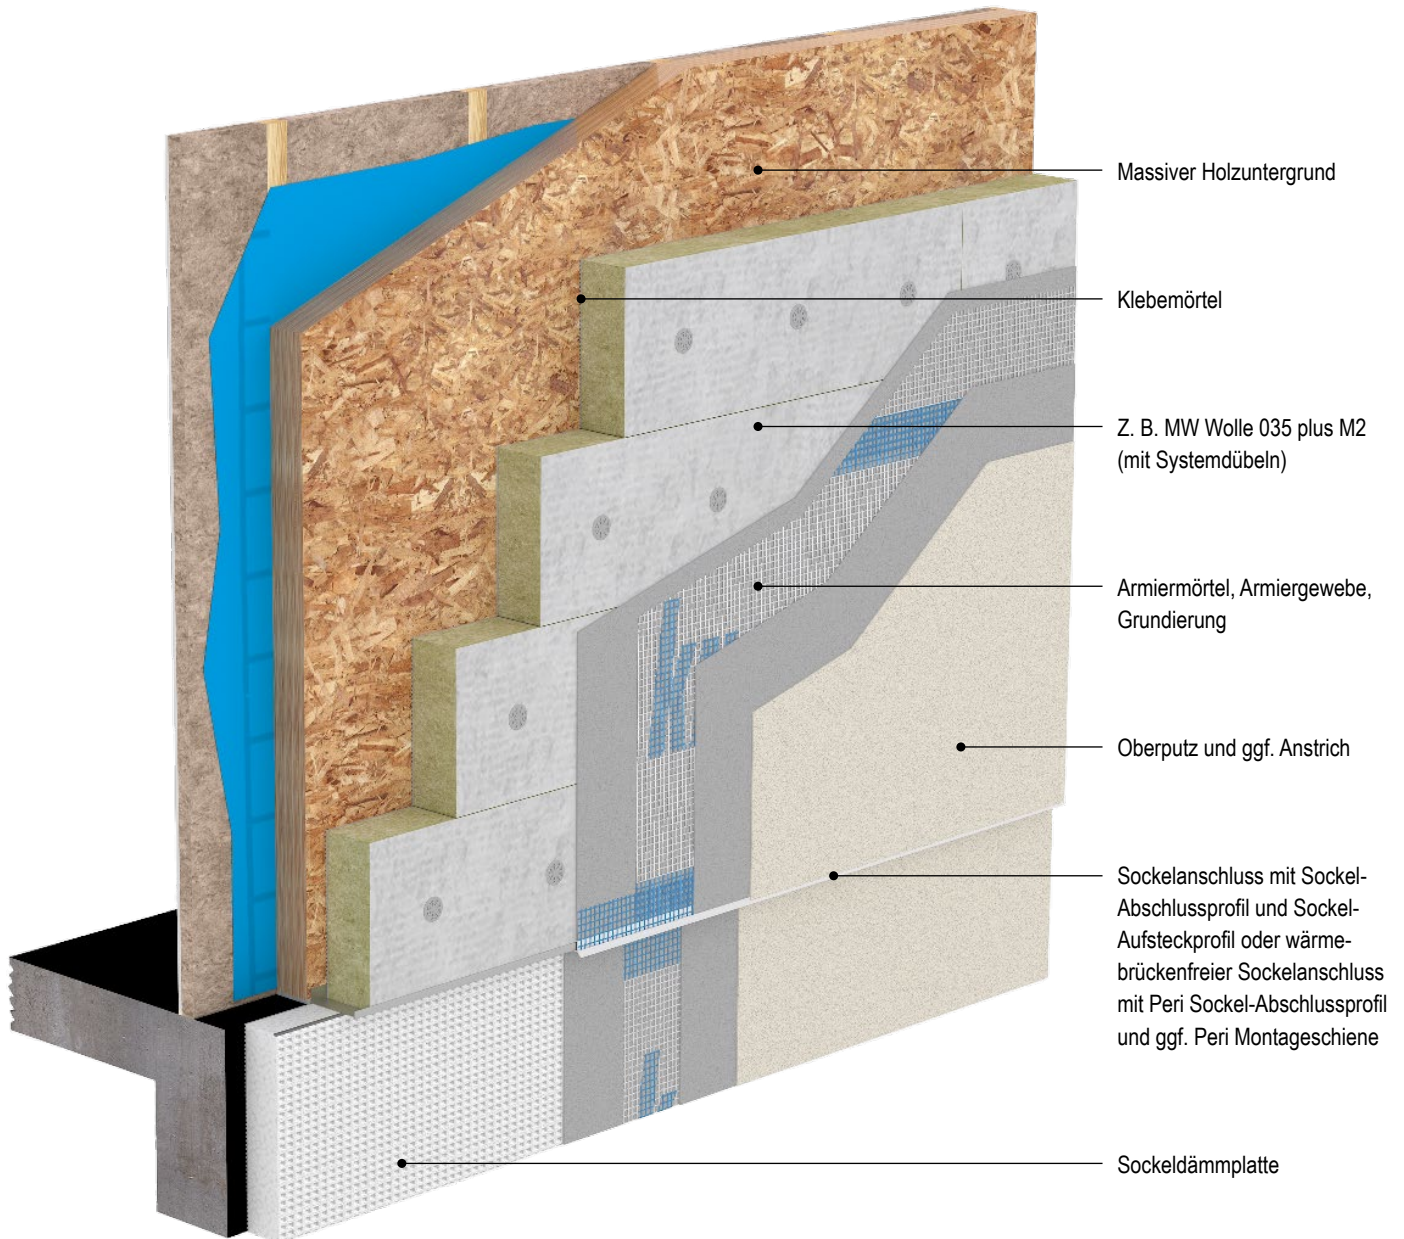 Massiver Holzuntergrund
Klebemörtel
Z. B. MW Wolle 035 plus M2
(mit Systemdübeln)
Armiermörtel, Armiergewebe,
Grundierung
Oberputz und ggf. Anstrich
Sockelanschluss mit Sockel-
Abschlussprofil und Sockel-
Aufsteckprofil oder wärme-
brückenfreier Sockelanschluss
mit Peri Sockel-Abschlussprofil
und ggf. Peri Montageschiene
Sockeldämmplatte